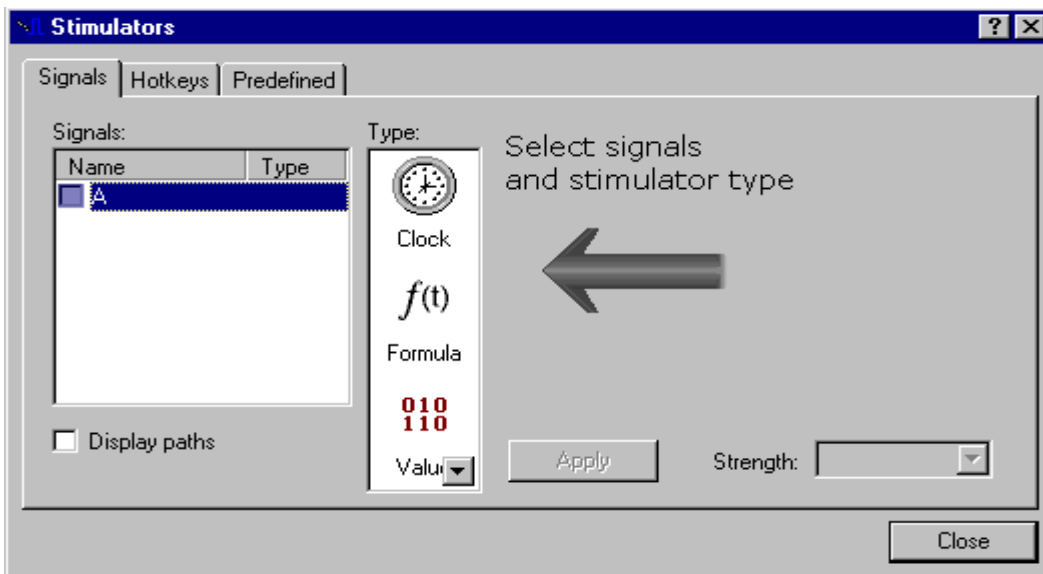 Stimulators
Signals Hotkeys Predefined
Signals:
Name Type
A
Display paths
Type:
Clock
f(t)
Formula
010
110
Select signals
and stimulator type
Apply
Strength:
Close